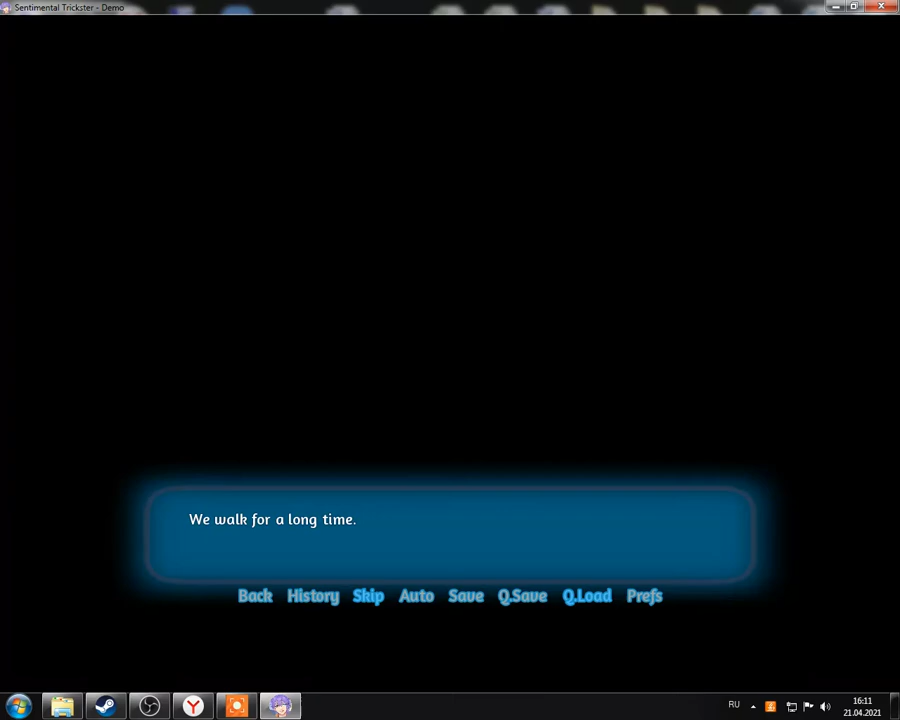 Sentimental Trickster - Demo
We walk for a long time.
Back History Skip Auto Save Q.Save Q.Load Prefs
RU
16:11
21.04.2021